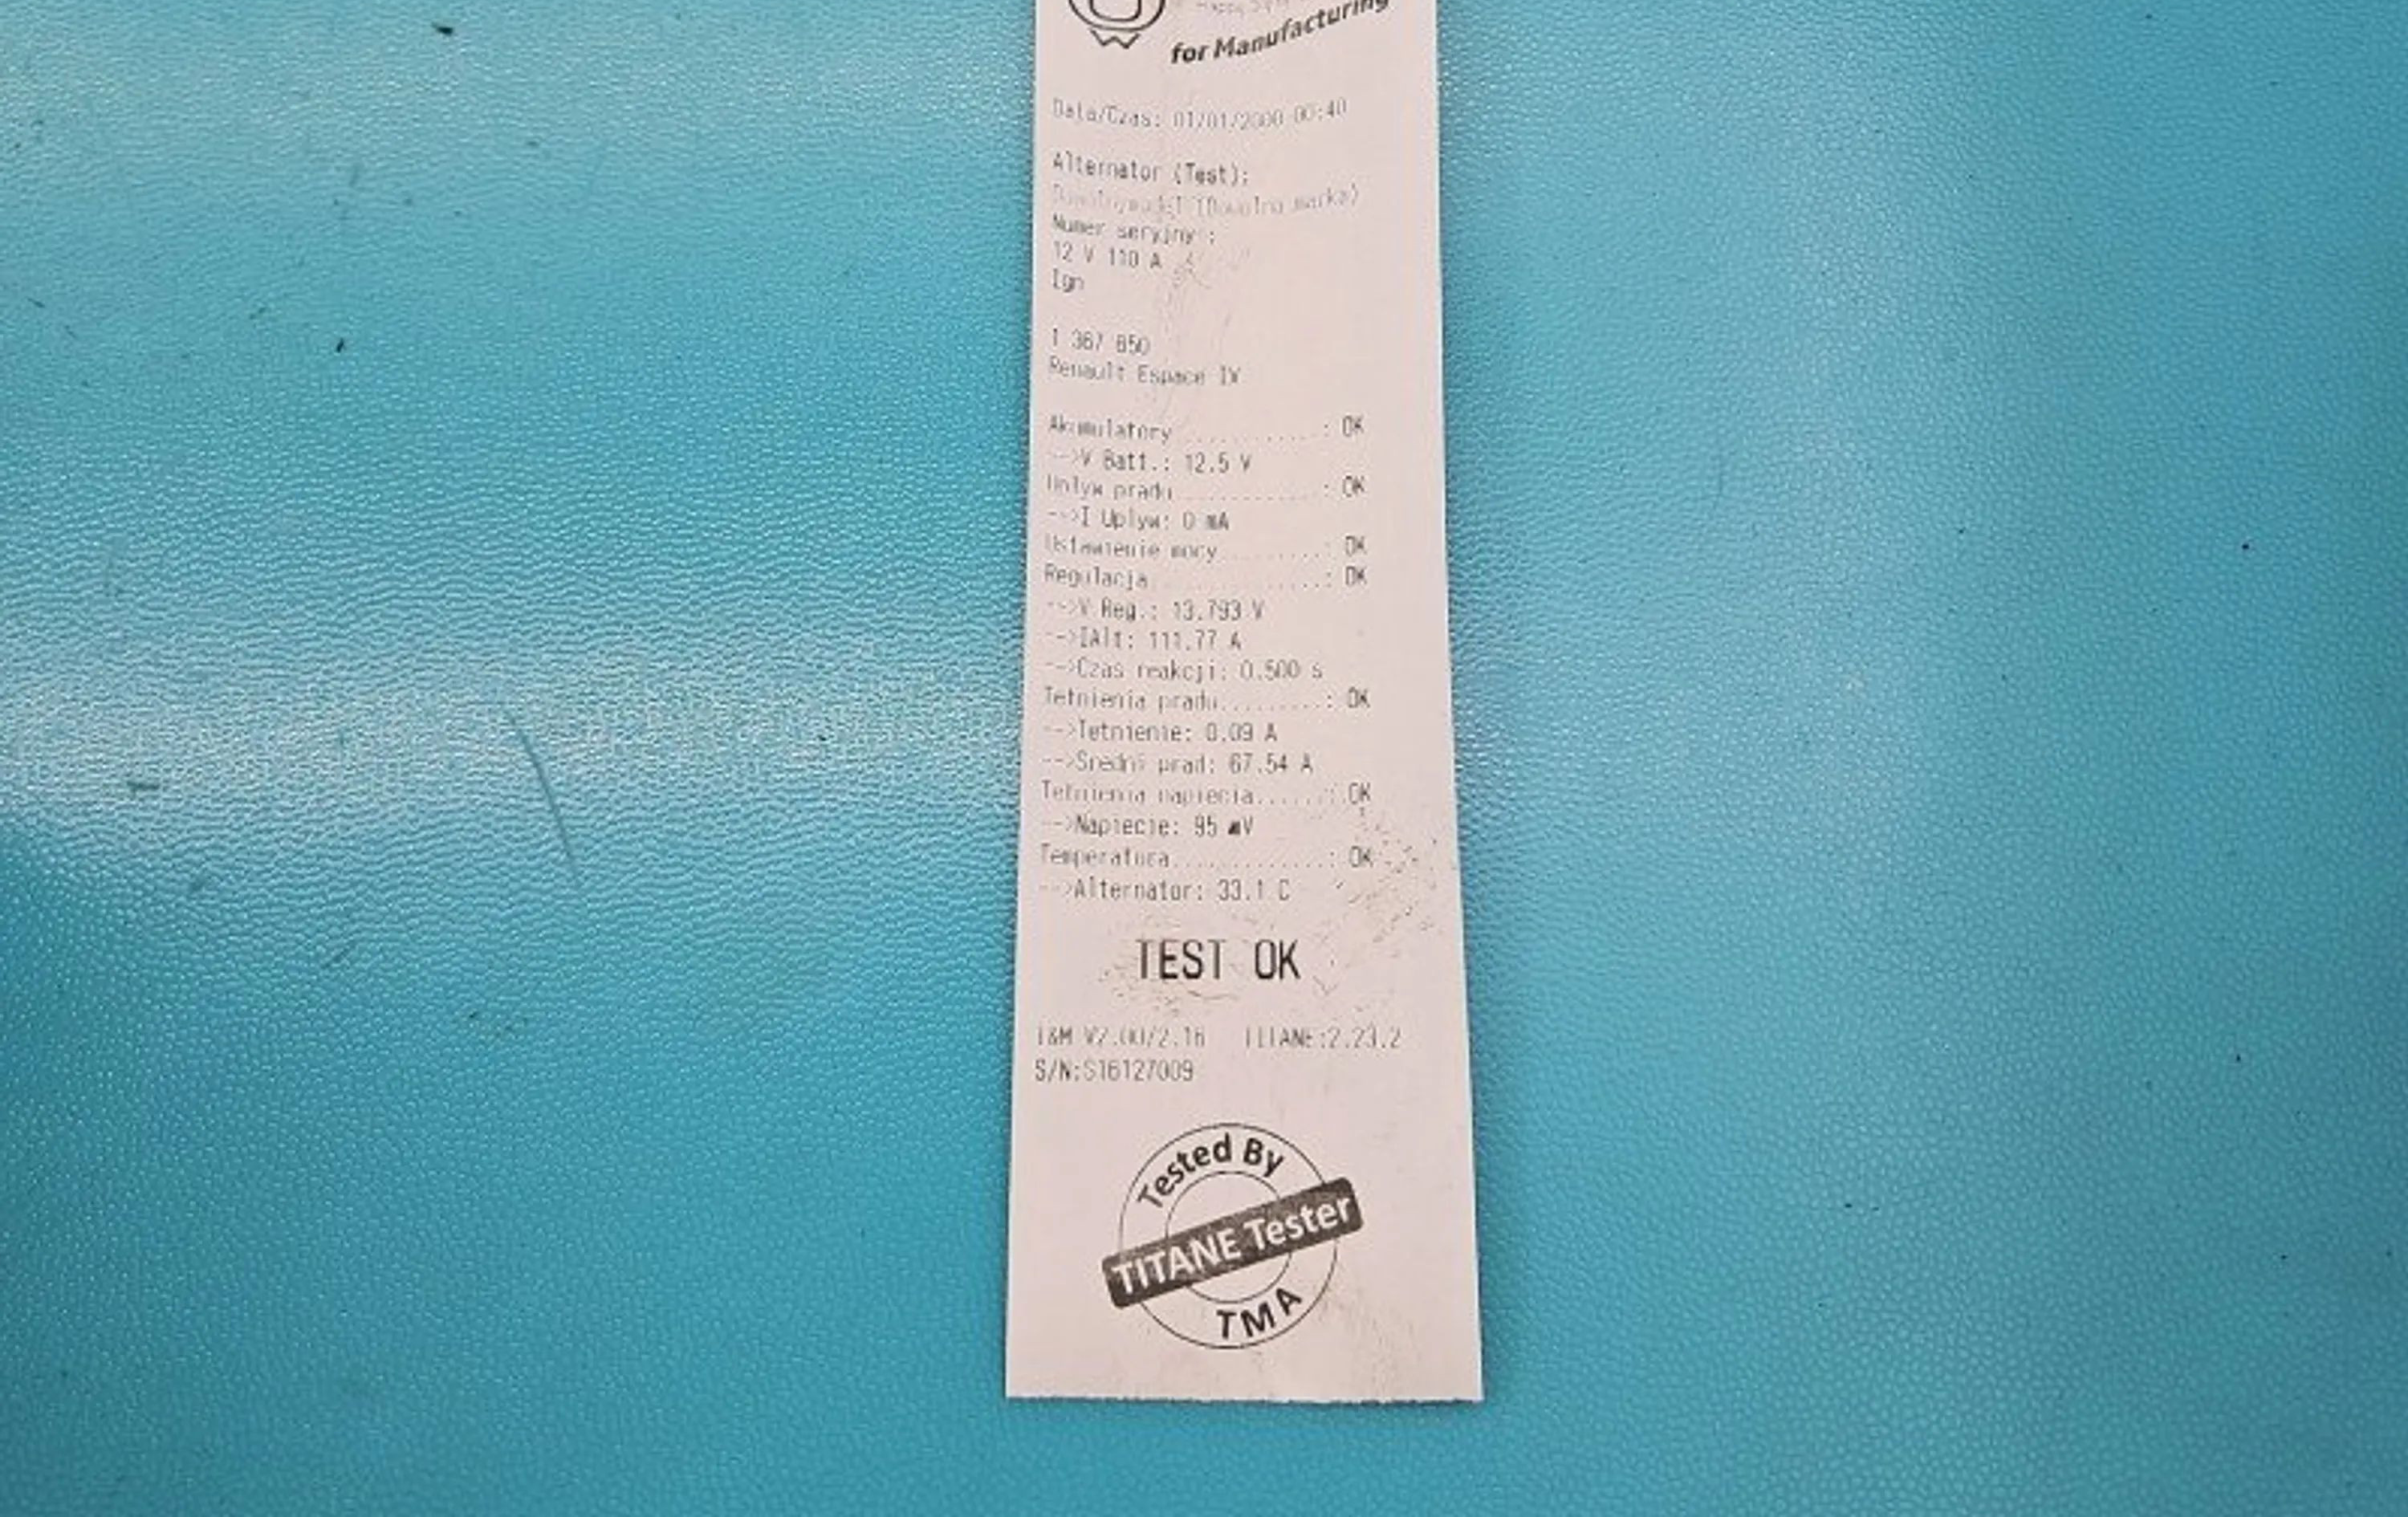 for Manufacturing
Data/Czas: 01/01/2000 00:40
Alternator (Test):
(Dowolna marka)
Numer seryjny :
12 V 110 A
Ign
1 367 850
Renault Espace IV
Akumulatory ............: OK
-->V Batt.: 12.5 V
Uplyw pradu.............: OK
-->I Uplyw: 0 mA
Ustawienie mocy.........: OK
Regulacja...............: OK
-->V Reg.: 13.793 V
-->IAlt: 111.77 A
-->Czas reakcji: 0.500 s
Tetnienia pradu.........: OK
-->Tetnienie: 0.09 A
-->Sredni prad: 67.54 A
Tetnienia napiecia......: OK
-->Napiecie: 95 mV
Temperatura.............: OK
-->Alternator: 33.1 C
TEST OK
I&M V2.00/2.16 TITANE:2.23.2
S/N:S16127009
Tested By
TITANE Tester
TMA